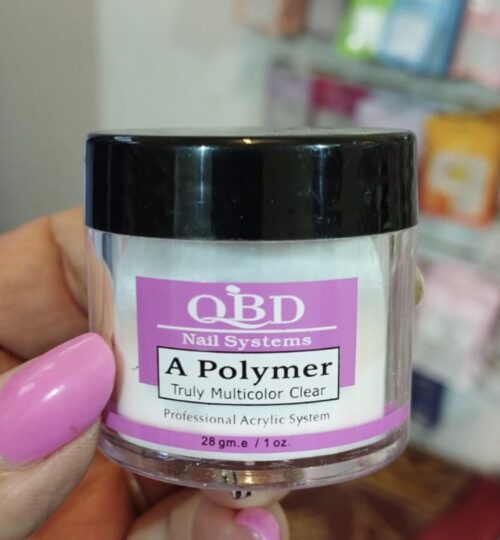 QBD
Nail Systems
A Polymer
Truly Multicolor Clear
Professional Acrylic System
28 gm.e / 1 oz.